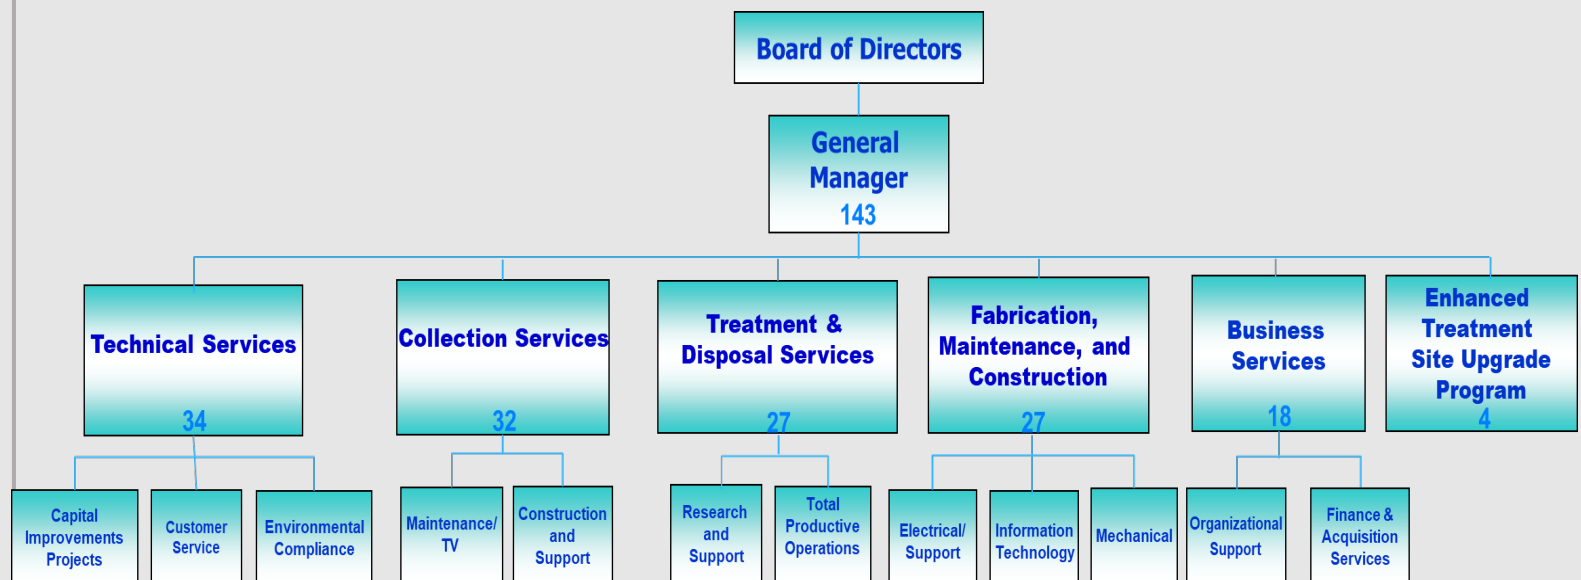 Board of Directors
General
Manager
143
Technical Services
34
Collection Services
32
Treatment &
Disposal Services
27
Fabrication,
Maintenance, and
Construction
27
Business
Services
18
Enhanced
Treatment
Site Upgrade
Program
4
Capital
Improvements
Projects
Customer
Service
Environmental
Compliance
Maintenance/
TV
Construction
and
Support
Research
and
Support
Total
Productive
Operations
Electrical/
Support
Information
Technology
Mechanical
Organizational
Support
Finance &
Acquisition
Services